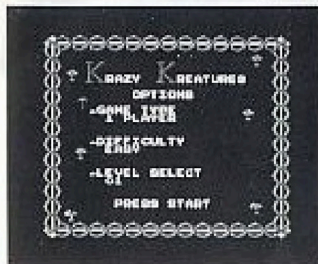 KRAZY KREATURES
OPTIONS
GAME TYPE
1 PLAYER
DIFFICULTY
EASY
LEVEL SELECT
01
PRESS START